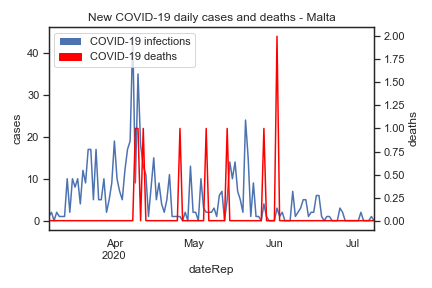 New COVID-19 daily cases and deaths - Malta
COVID-19 infections
COVID-19 deaths
cases
40
30
20
10
0
deaths
2.00
1.75
1.50
1.25
1.00
0.75
0.50
0.25
0.00
Apr
2020
May
Jun
Jul
dateRep